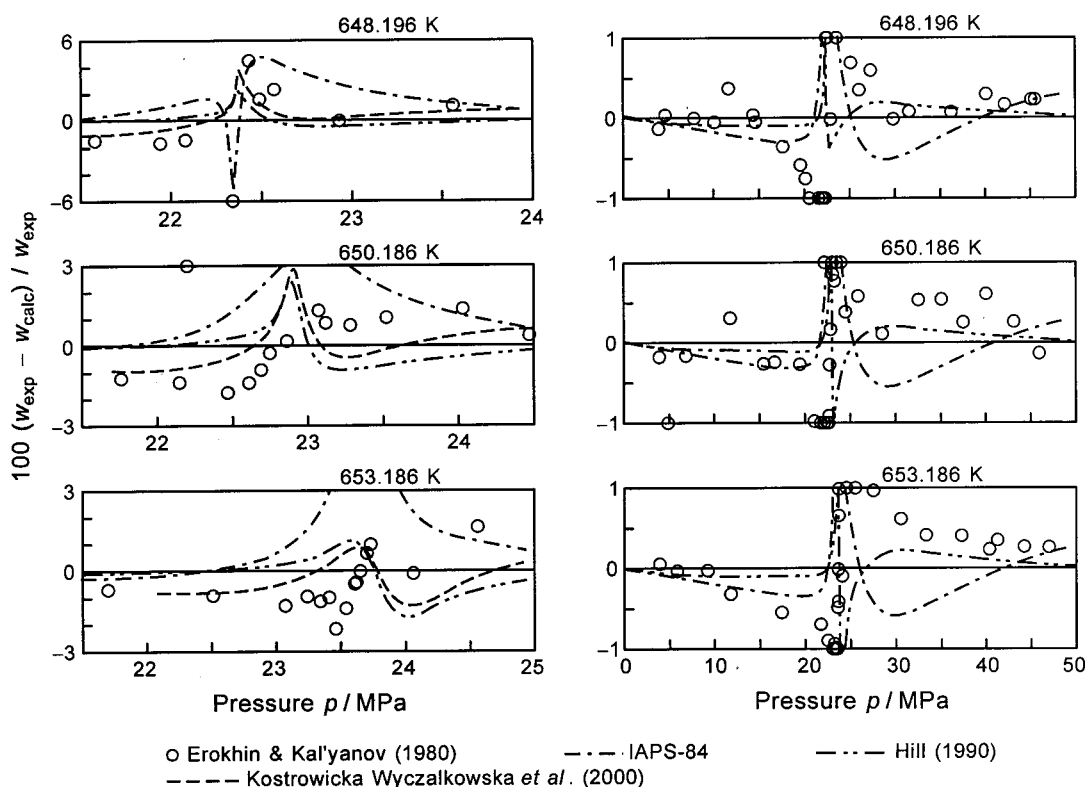 648.196 K
648.196 K
6
0
−6
22
23
24
1
0
−1
100 (wexp − wcalc) / wexp
650.186 K
650.186 K
3
0
−3
22
23
24
1
0
−1
653.186 K
653.186 K
3
0
−3
22
23
24
25
1
0
−1
0
10
20
30
40
50
Pressure p / MPa
Pressure p / MPa
Erokhin & Kal'yanov (1980)
IAPS-84
Hill (1990)
Kostrowicka Wyczalkowska et al. (2000)